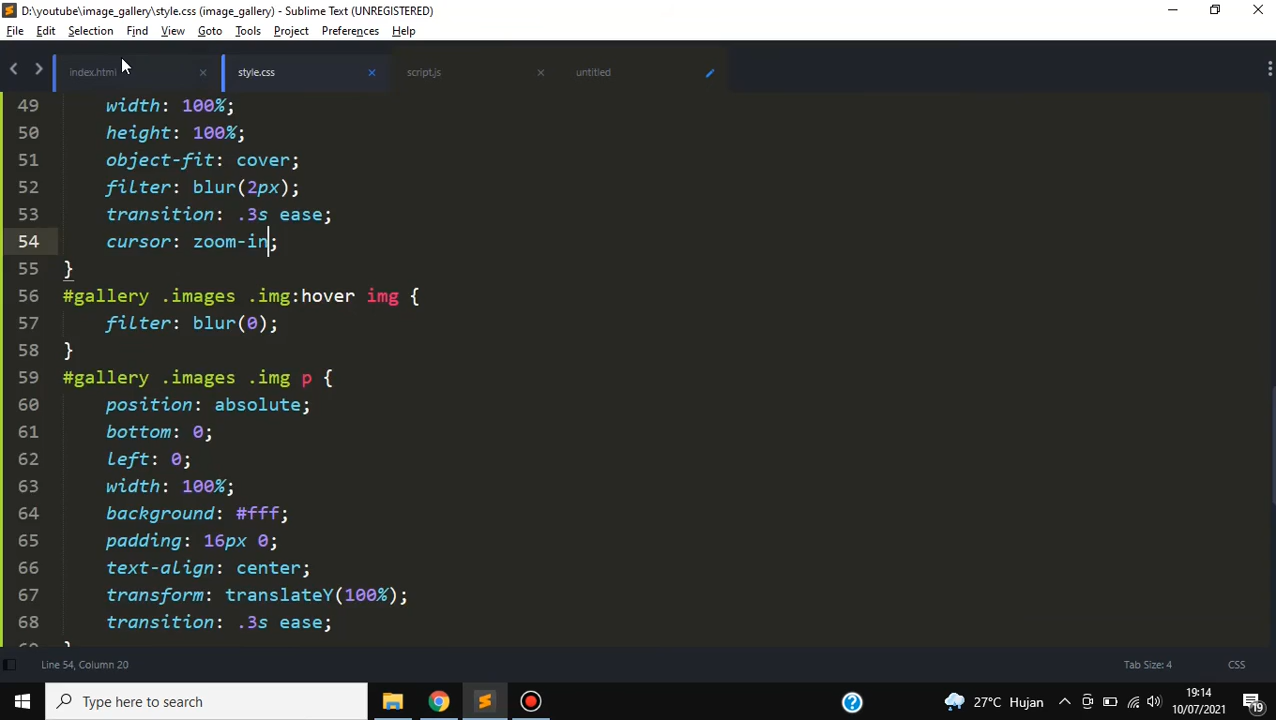 D:\youtube\image_gallery\style.css (image_gallery) - Sublime Text (UNREGISTERED)
File Edit Selection Find View Goto Tools Project Preferences Help
index.html style.css script.js untitled
49 width: 100%;
50 height: 100%;
51 object-fit: cover;
52 filter: blur(2px);
53 transition: .3s ease;
54 cursor: zoom-in;
55 }
56 #gallery .images .img:hover img {
57 filter: blur(0);
58 }
59 #gallery .images .img p {
60 position: absolute;
61 bottom: 0;
62 left: 0;
63 width: 100%;
64 background: #fff;
65 padding: 16px 0;
66 text-align: center;
67 transform: translateY(100%);
68 transition: .3s ease;
Line 54, Column 20 Tab Size: 4 CSS
Type here to search 27°C Hujan 19:14
10/07/2021 19